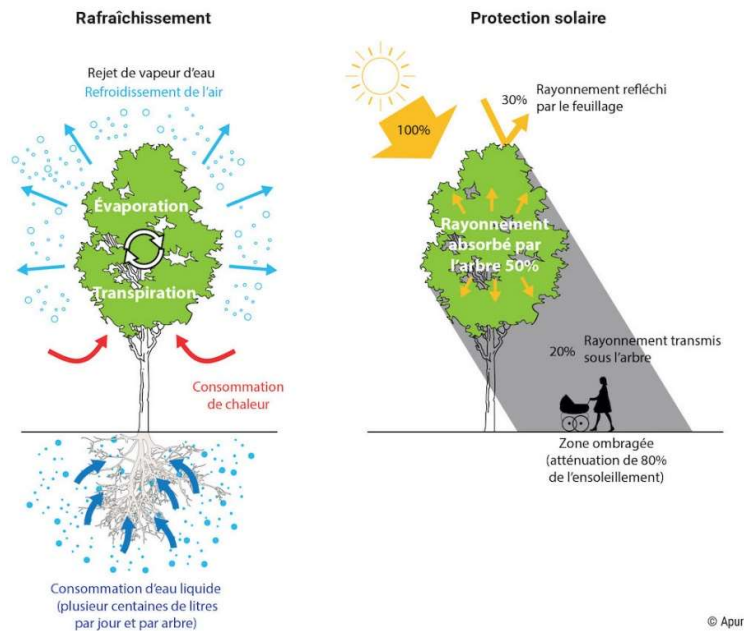 Rafraîchissement
Rejet de vapeur d'eau
Refroidissement de l'air
Évaporation
Transpiration
Consommation
de chaleur
Consommation d'eau liquide
(plusieur centaines de litres
par jour et par arbre)
Protection solaire
100%
30%
Rayonnement refléchi
par le feuillage
Rayonnement
absorbé par
l'arbre 50%
20%
Rayonnement transmis
sous l'arbre
Zone ombragée
(atténuation de 80%
de l'ensoleillement)
© Apur